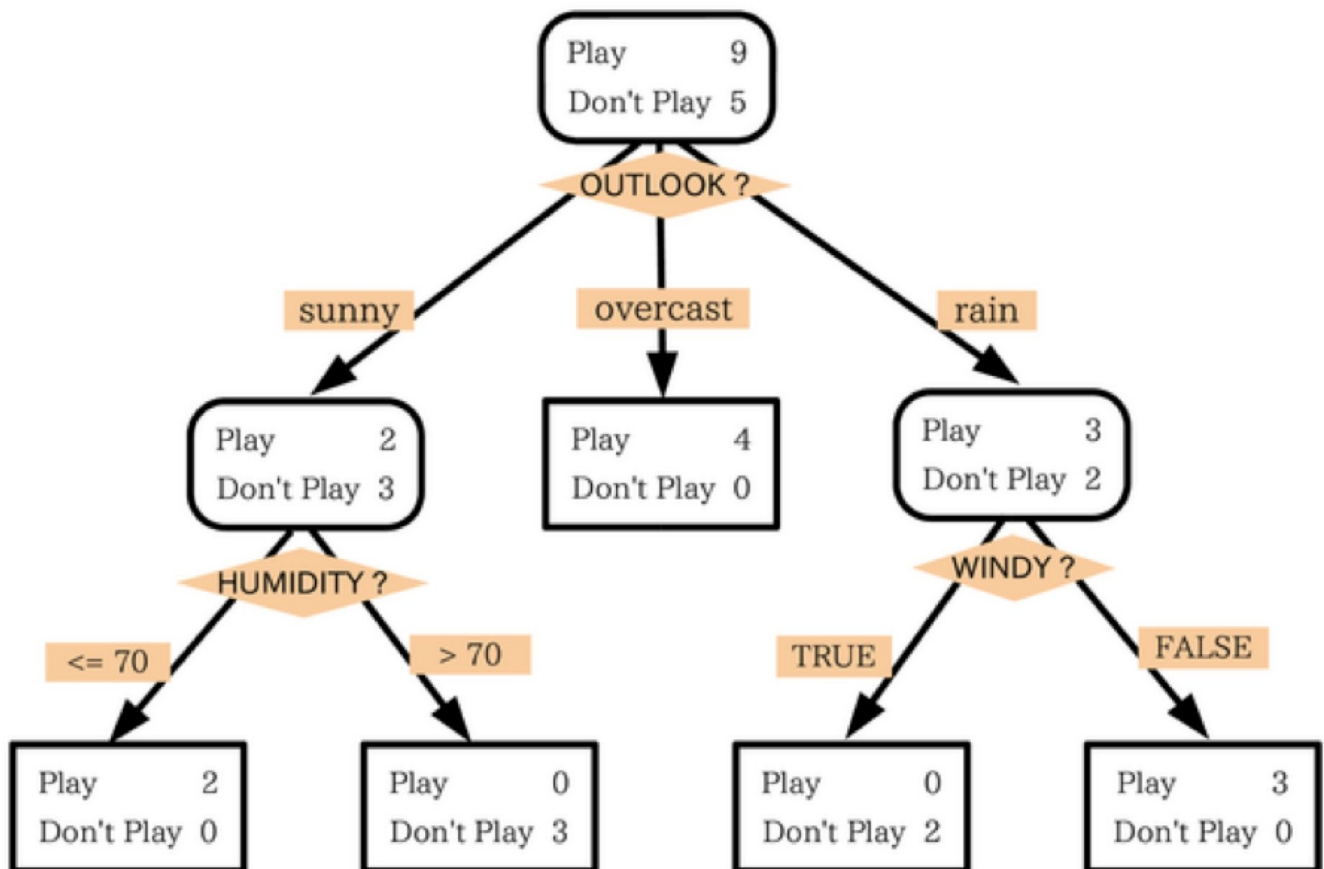 Play 9
Don't Play 5
OUTLOOK ?
sunny
overcast
rain
Play 2
Don't Play 3
Play 4
Don't Play 0
Play 3
Don't Play 2
HUMIDITY ?
WINDY ?
<= 70
> 70
TRUE
FALSE
Play 2
Don't Play 0
Play 0
Don't Play 3
Play 0
Don't Play 2
Play 3
Don't Play 0